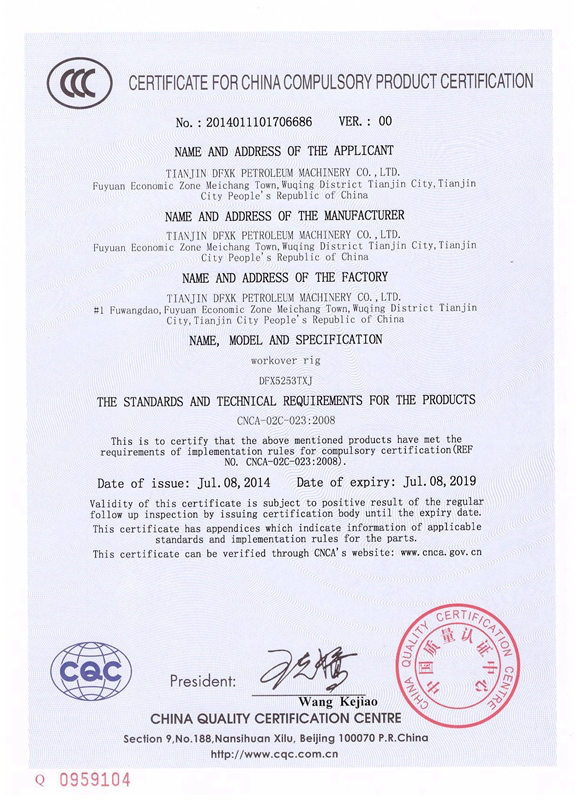 CCC
CERTIFICATE FOR CHINA COMPULSORY PRODUCT CERTIFICATION
No. : 2014011101706686 VER. : 00
NAME AND ADDRESS OF THE APPLICANT
TIANJIN DFXK PETROLEUM MACHINERY CO., LTD.
Fuyuan Economic Zone Meichang Town, Wuqing District Tianjin City, Tianjin
City People's Republic of China
NAME AND ADDRESS OF THE MANUFACTURER
TIANJIN DFXK PETROLEUM MACHINERY CO., LTD.
Fuyuan Economic Zone Meichang Town, Wuqing District Tianjin City, Tianjin
City People's Republic of China
NAME AND ADDRESS OF THE FACTORY
TIANJIN DFXK PETROLEUM MACHINERY CO., LTD.
#1 Fuwangdao, Fuyuan Economic Zone Meichang Town, Wuqing District Tianjin
City, Tianjin City People's Republic of China
NAME, MODEL AND SPECIFICATION
workover rig
DFX5253TXJ
THE STANDARDS AND TECHNICAL REQUIREMENTS FOR THE PRODUCTS
CNCA-02C-023:2008
This is to certify that the above mentioned products have met the
requirements of implementation rules for compulsory certification(REF
NO. CNCA-02C-023:2008).
Date of issue: Jul. 08, 2014 Date of expiry: Jul. 08, 2019
Validity of this certificate is subject to positive result of the regular
follow up inspection by issuing certification body until the expiry date.
This certificate has appendices which indicate information of applicable
standards and implementation rules for the parts.
This certificate can be verified through CNCA's website: www.cnca.gov.cn
CQC
President:
Wang Kejiao
CHINA QUALITY CERTIFICATION CENTRE
中国质量认证中心
CHINA QUALITY CERTIFICATION CENTRE
Section 9, No.188, Nansihuan Xilu, Beijing 100070 P.R.China
http://www.cqc.com.cn
Q 0959104